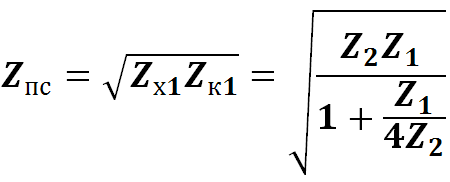 Z_пс = √(Z_х1 Z_к1) = √(Z_2 Z_1 / (1 + Z_1 / (4Z_2)))